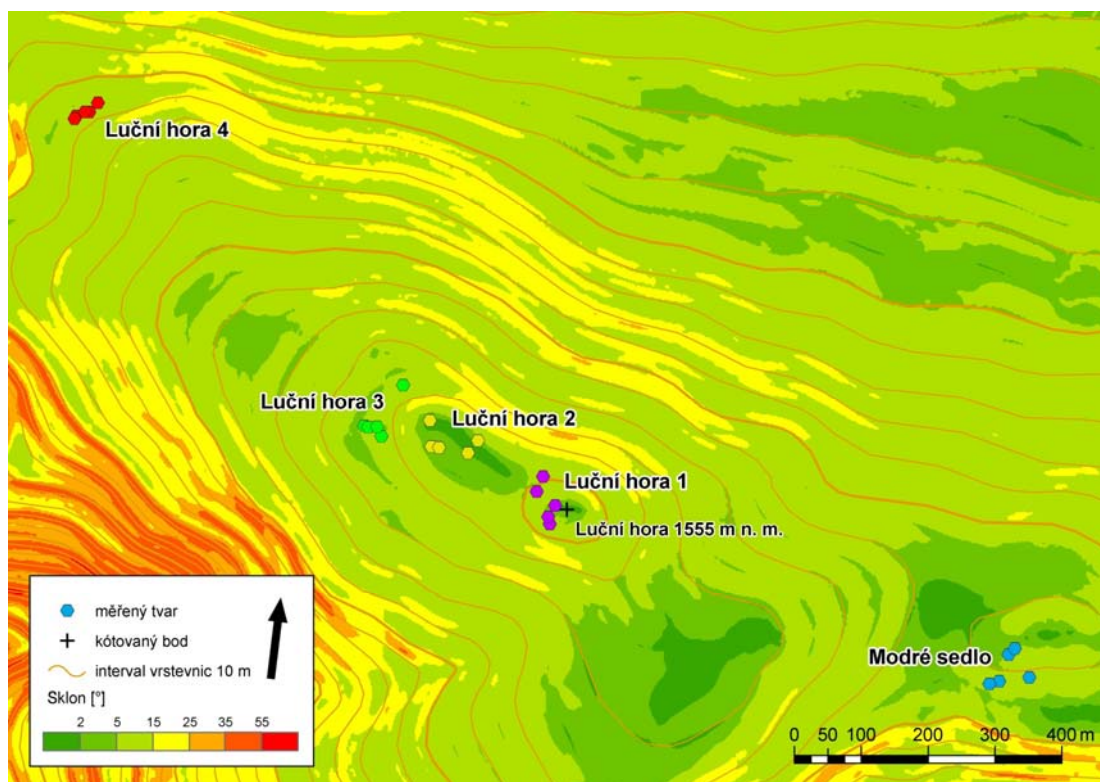 Luční hora 4
Luční hora 3
Luční hora 2
Luční hora 1
Luční hora 1555 m n. m.
Modré sedlo
měřený tvar
kótovaný bod
interval vrstevnic 10 m
Sklon [°]
2 5 15 25 35 55
0 50 100 200 300 400 m